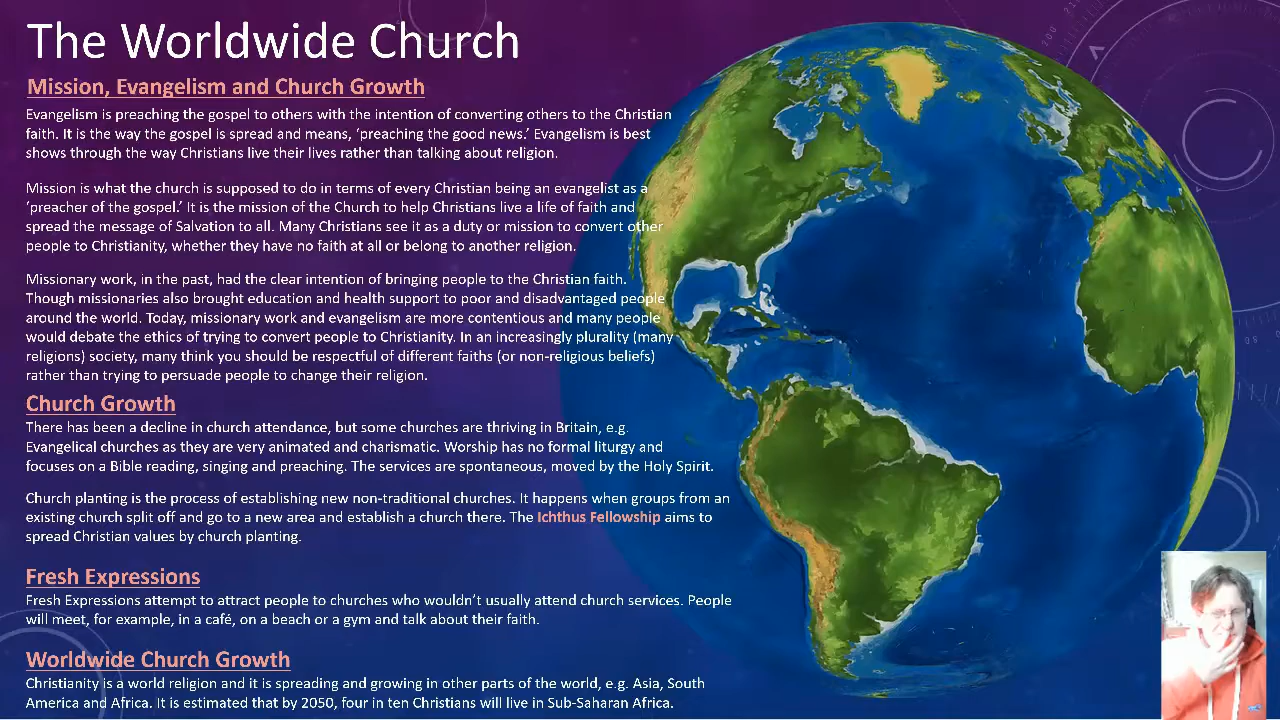 The Worldwide Church
Mission, Evangelism and Church Growth
Evangelism is preaching the gospel to others with the intention of converting others to the Christian
faith. It is the way the gospel is spread and means, ‘preaching the good news.’ Evangelism is best
shows through the way Christians live their lives rather than talking about religion.
Mission is what the church is supposed to do in terms of every Christian being an evangelist as a
‘preacher of the gospel.’ It is the mission of the Church to help Christians live a life of faith and
spread the message of Salvation to all. Many Christians see it as a duty or mission to convert other
people to Christianity, whether they have no faith at all or belong to another religion.
Missionary work, in the past, had the clear intention of bringing people to the Christian faith.
Though missionaries also brought education and health support to poor and disadvantaged people
around the world. Today, missionary work and evangelism are more contentious and many people
would debate the ethics of trying to convert people to Christianity. In an increasingly plurality (many
religions) society, many think you should be respectful of different faiths (or non-religious beliefs)
rather than trying to persuade people to change their religion.
Church Growth
There has been a decline in church attendance, but some churches are thriving in Britain, e.g.
Evangelical churches as they are very animated and charismatic. Worship has no formal liturgy and
focuses on a Bible reading, singing and preaching. The services are spontaneous, moved by the Holy Spirit.
Church planting is the process of establishing new non-traditional churches. It happens when groups from an
existing church split off and go to a new area and establish a church there. The Ichthus Fellowship aims to
spread Christian values by church planting.
Fresh Expressions
Fresh Expressions attempt to attract people to churches who wouldn’t usually attend church services. People
will meet, for example, in a café, on a beach or a gym and talk about their faith.
Worldwide Church Growth
Christianity is a world religion and it is spreading and growing in other parts of the world, e.g. Asia, South
America and Africa. It is estimated that by 2050, four in ten Christians will live in Sub-Saharan Africa.